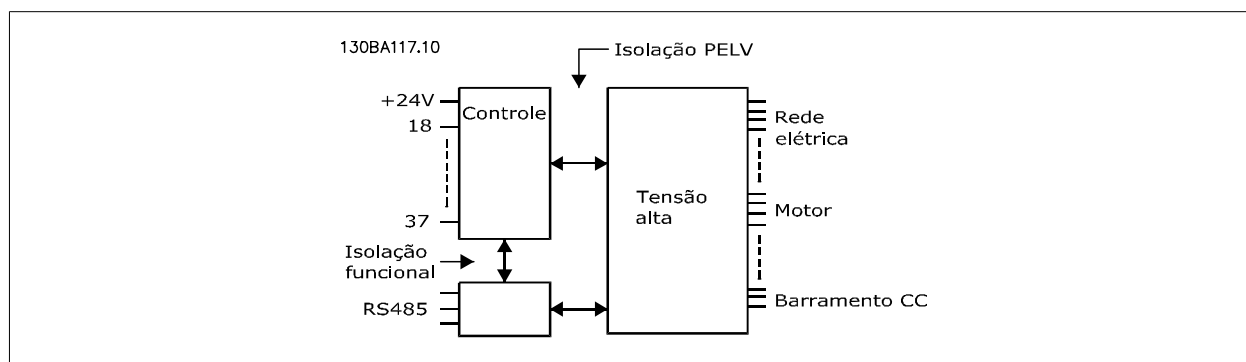 130BA117.10
Isolação PELV
+24V
Controle
18
37
Rede
elétrica
Tensão
alta
Motor
Isolação
funcional
RS485
Barramento CC